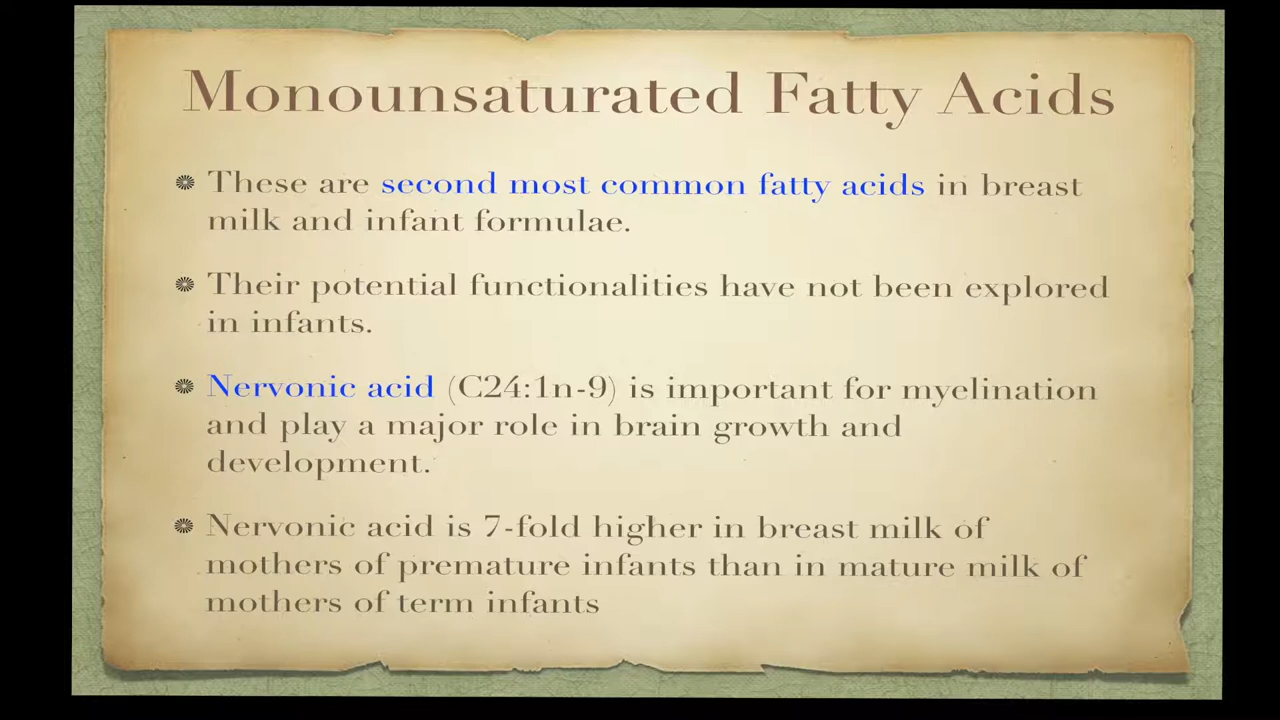 Monounsaturated Fatty Acids
These are second most common fatty acids in breast
milk and infant formulae.
Their potential functionalities have not been explored
in infants.
Nervonic acid (C24:1n-9) is important for myelination
and play a major role in brain growth and
development.
Nervonic acid is 7-fold higher in breast milk of
mothers of premature infants than in mature milk of
mothers of term infants